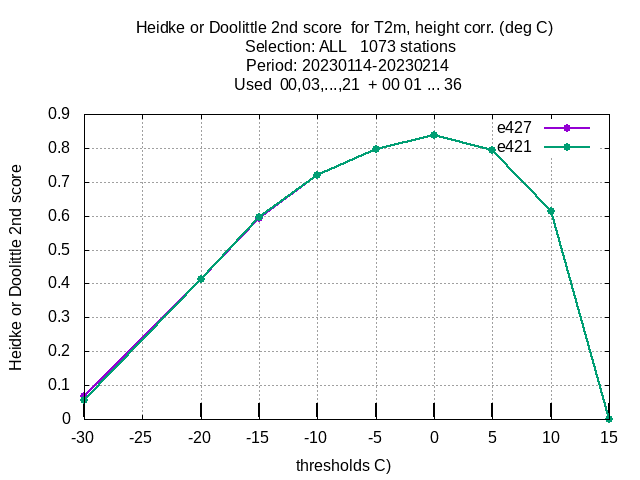 Heidke or Doolittle 2nd score  for T2m, height corr. (deg C)
Selection: ALL   1073 stations
Period: 20230114-20230214
Used  00,03,...,21  + 00 01 ... 36
Heidke or Doolittle 2nd score
0.9
0.8
0.7
0.6
0.5
0.4
0.3
0.2
0.1
0
e427
e421
-30 -25 -20 -15 -10 -5 0 5 10 15
thresholds C)